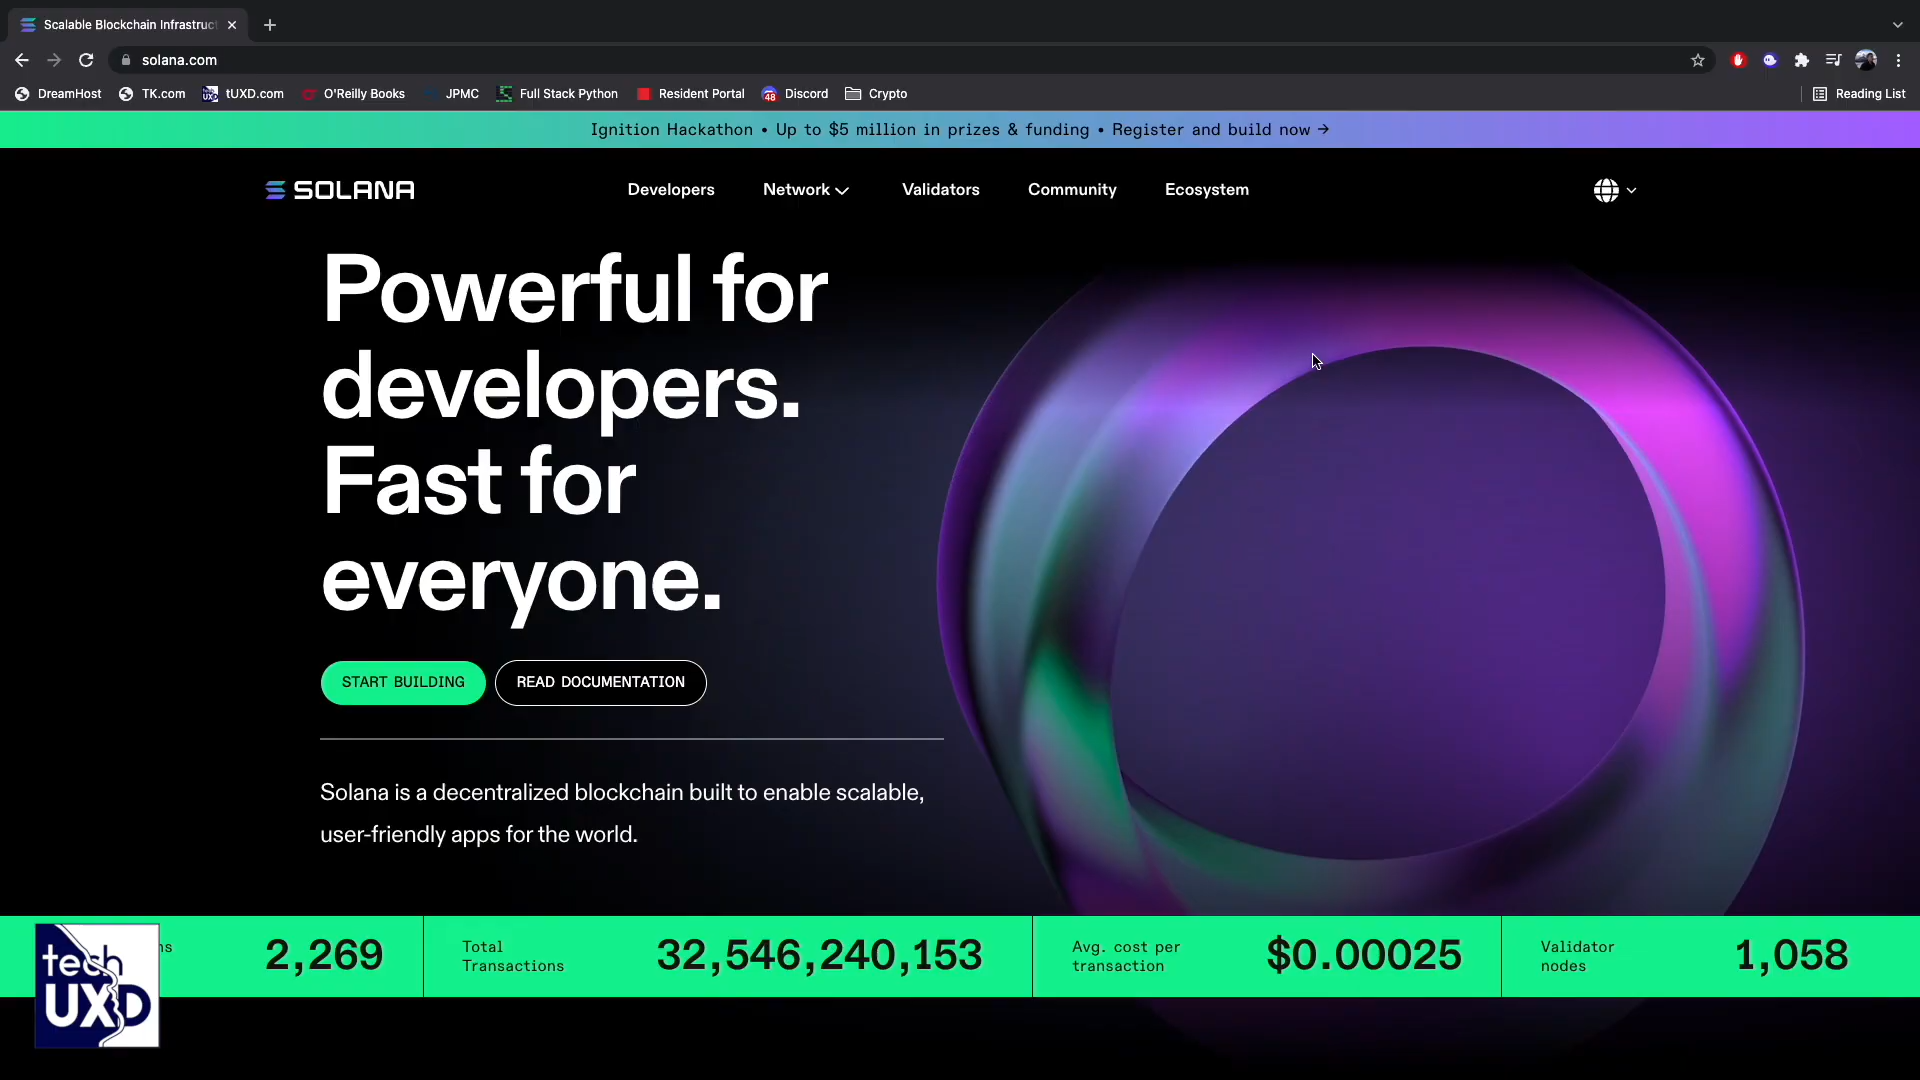 Scalable Blockchain Infrastruct
solana.com
DreamHost
TK.com
tUXD.com
O'Reilly Books
JPMC
Full Stack Python
Resident Portal
48
Discord
Crypto
Reading List
Ignition Hackathon • Up to $5 million in prizes & funding • Register and build now →
SOLANA
Developers
Network
Validators
Community
Ecosystem
Powerful for
developers.
Fast for
everyone.
START BUILDING
READ DOCUMENTATION
Solana is a decentralized blockchain built to enable scalable,
user-friendly apps for the world.
2,269
Total
Transactions
32,546,240,153
Avg. cost per
transaction
$0.00025
Validator
nodes
1,058
tech
UXD